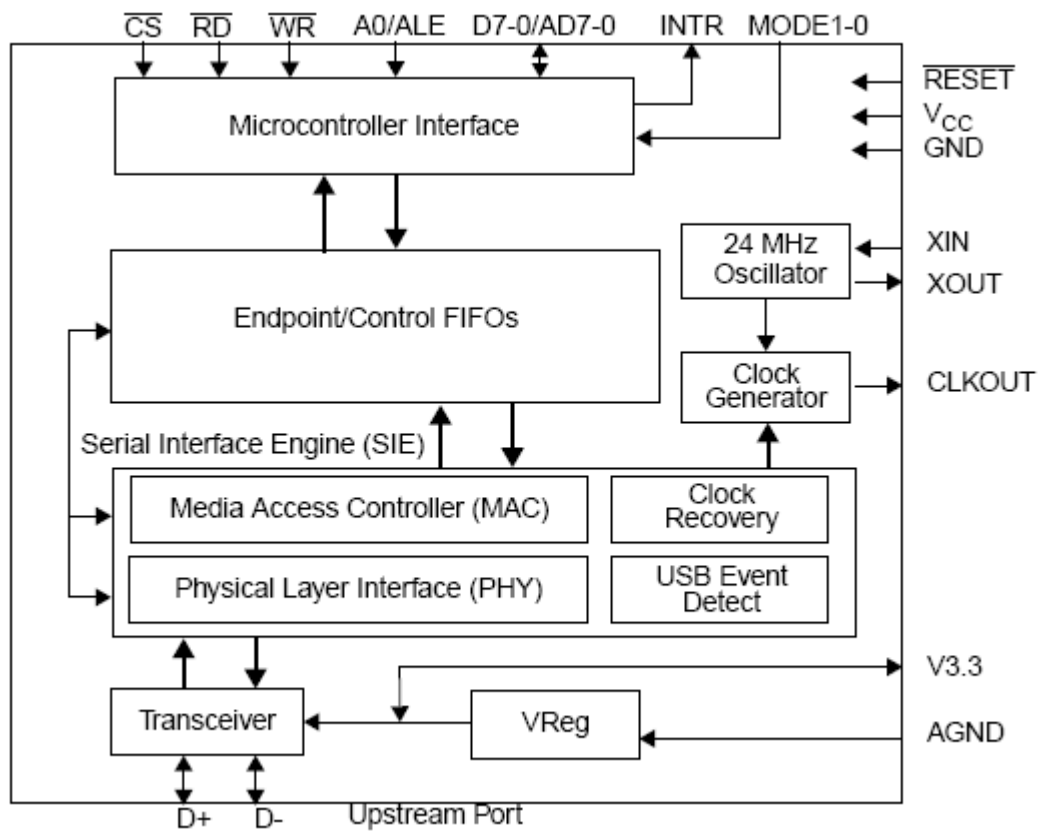 CS RD WR A0/ALE D7-0/AD7-0 INTR MODE1-0
RESET
VCC
GND
Microcontroller Interface
24 MHz
Oscillator
XIN
XOUT
Endpoint/Control FIFOs
Clock
Generator
CLKOUT
Serial Interface Engine (SIE)
Media Access Controller (MAC)
Clock
Recovery
Physical Layer Interface (PHY)
USB Event
Detect
V3.3
Transceiver
VReg
AGND
D+ D- Upstream Port